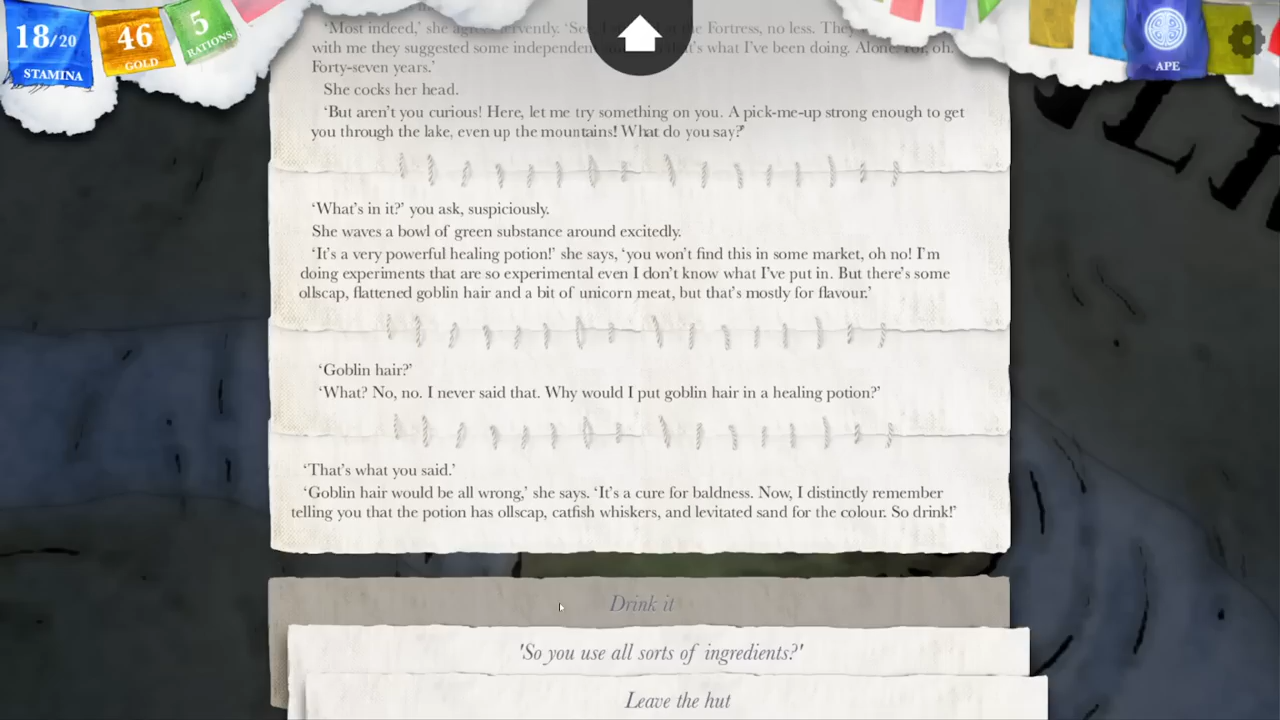 18/20
STAMINA
46
GOLD
5
RATIONS
APE
'Most indeed,' she agrees fervently. 'See, I the Fortress, no less. They
with me they suggested some independent that's what I've been doing. Alone, oh.
Forty-seven years.'
She cocks her head.
'But aren't you curious! Here, let me try something on you. A pick-me-up strong enough to get
you through the lake, even up the mountains! What do you say?'
'What's in it?' you ask, suspiciously.
She waves a bowl of green substance around excitedly.
'It's a very powerful healing potion!' she says, 'you won't find this in some market, oh no! I'm
doing experiments that are so experimental even I don't know what I've put in. But there's some
ollscap, flattened goblin hair and a bit of unicorn meat, but that's mostly for flavour.'
'Goblin hair?'
'What? No, no. I never said that. Why would I put goblin hair in a healing potion?'
'That's what you said.'
'Goblin hair would be all wrong,' she says. 'It's a cure for baldness. Now, I distinctly remember
telling you that the potion has ollscap, catfish whiskers, and levitated sand for the colour. So drink!'
Drink it
'So you use all sorts of ingredients?'
Leave the hut